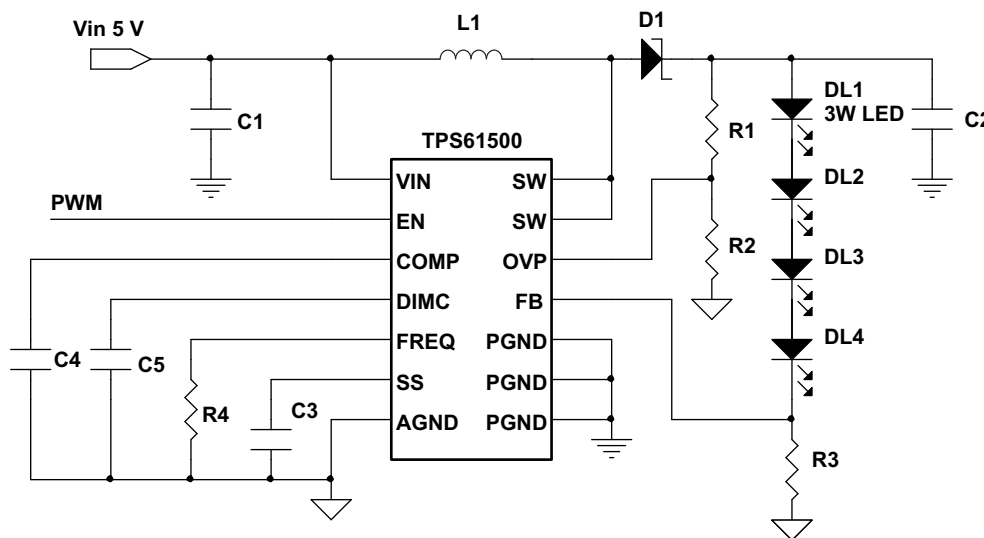 Vin 5 V
L1
D1
C1
TPS61500
R1
DL1
3W LED
C2
VIN
SW
DL2
PWM
EN
SW
R2
COMP
OVP
DL3
DIMC
FB
C4
C5
FREQ
PGND
DL4
R4
C3
SS
PGND
AGND
PGND
R3